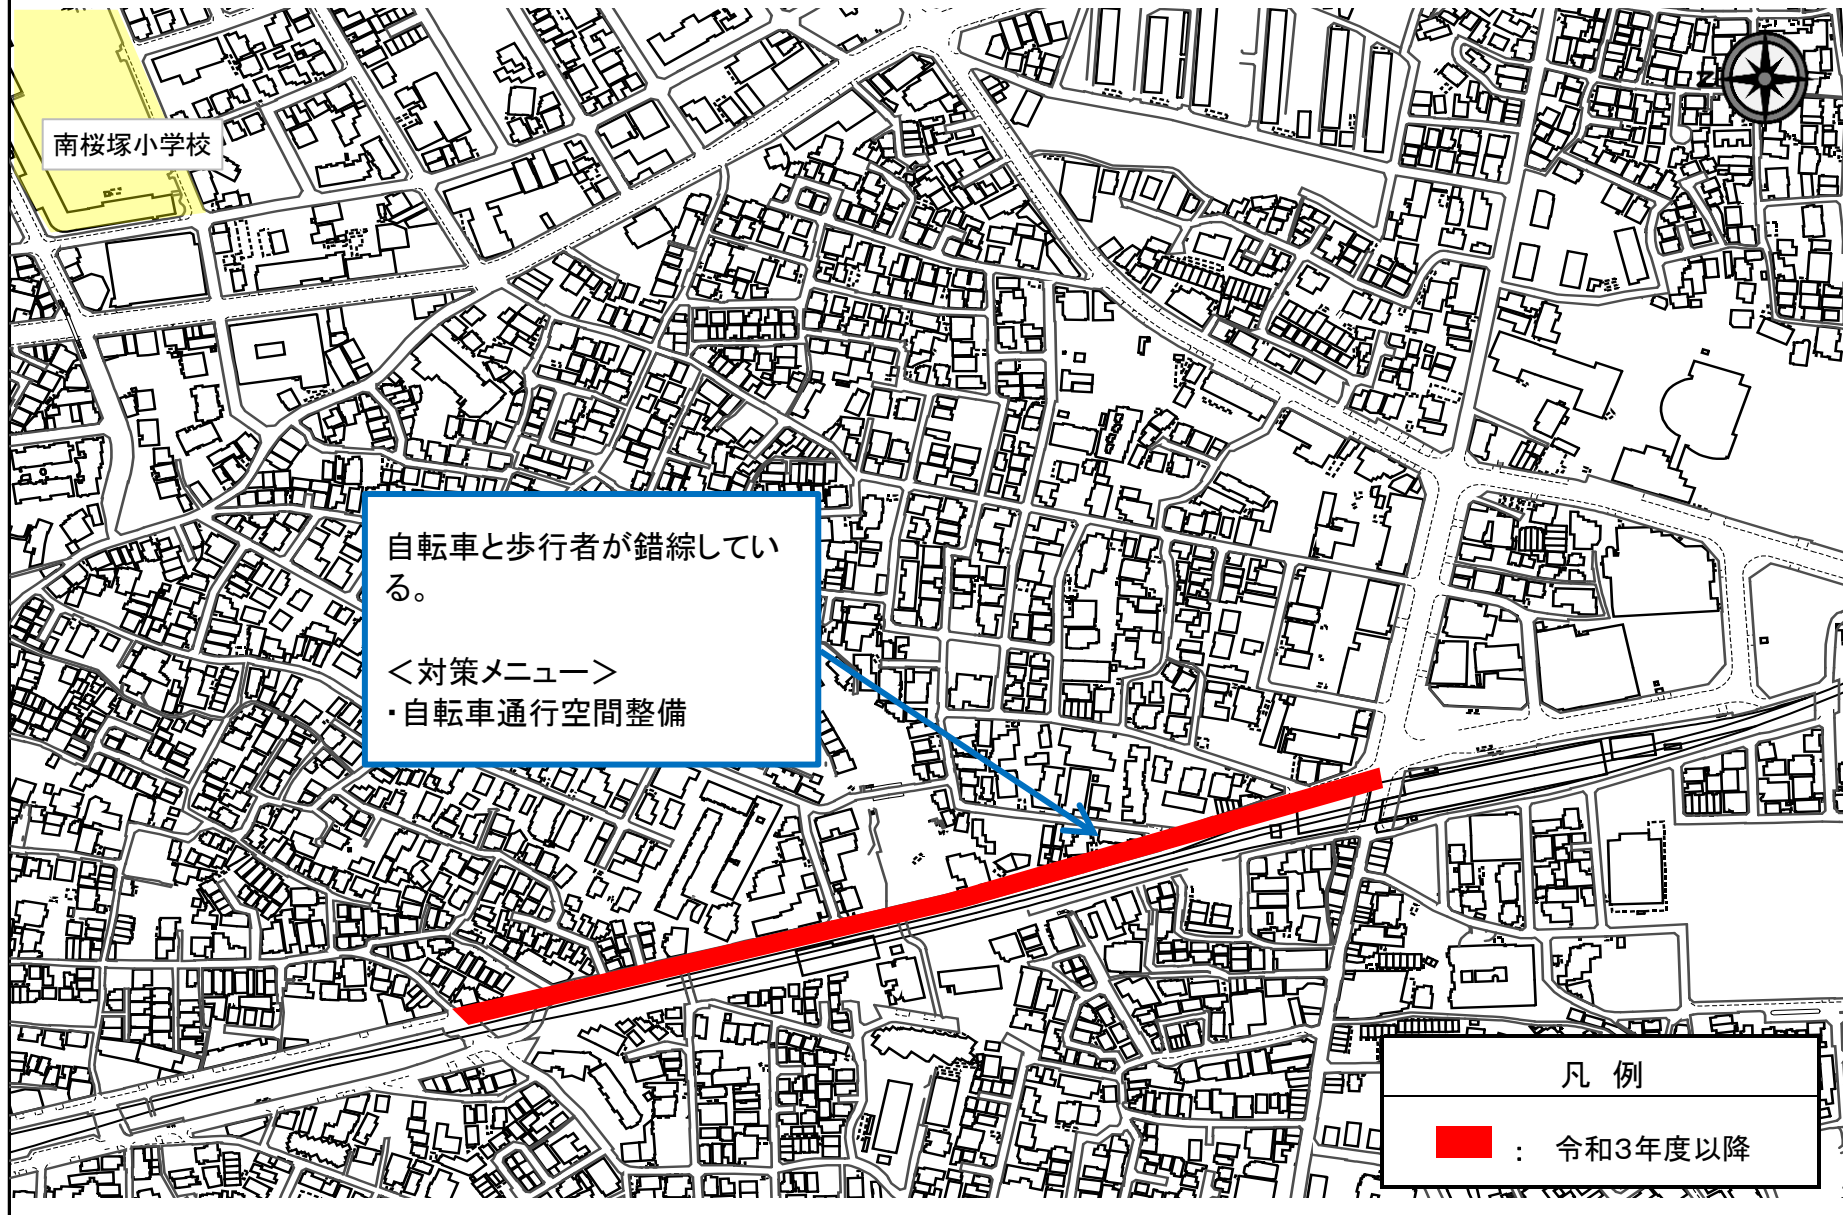 南桜塚小学校
N
自転車と歩行者が錯綜してい
る。
＜対策メニュー＞
・自転車通行空間整備
凡 例
： 令和3年度以降